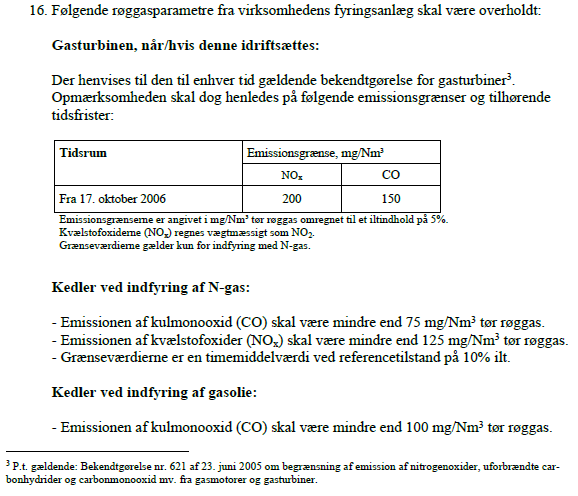 16. Følgende røggasparametre fra virksomhedens fyringsanlæg skal være overholdt:
Gasturbinen, når/hvis denne idriftsættes:
Der henvises til den til enhver tid gældende bekendtgørelse for gasturbiner³.
Opmærksomheden skal dog henledes på følgende emissionsgrænser og tilhørende
tidsfrister:
Tidsrum Emissionsgrænse, mg/Nm³
NOₓ CO
Fra 17. oktober 2006 200 150
Emissionsgrænserne er angivet i mg/Nm³ tør røggas omregnet til et iltindhold på 5%.
Kvælstofoxiderne (NOₓ) regnes vægtmæssigt som NO₂.
Grænseværdierne gælder kun for indfyring med N-gas.
Kedler ved indfyring af N-gas:
- Emissionen af kulmonooxid (CO) skal være mindre end 75 mg/Nm³ tør røggas.
- Emissionen af kvælstofoxider (NOₓ) skal være mindre end 125 mg/Nm³ tør røggas.
- Grænseværdierne er en timemiddelværdi ved referencetilstand på 10% ilt.
Kedler ved indfyring af gasolie:
- Emissionen af kulmonooxid (CO) skal være mindre end 100 mg/Nm³ tør røggas.
³ P.t. gældende: Bekendtgørelse nr. 621 af 23. juni 2005 om begrænsning af emission af nitrogenoxider, uforbrændte car-
bonhydrider og carbonmonooxid mv. fra gasmotorer og gasturbiner.